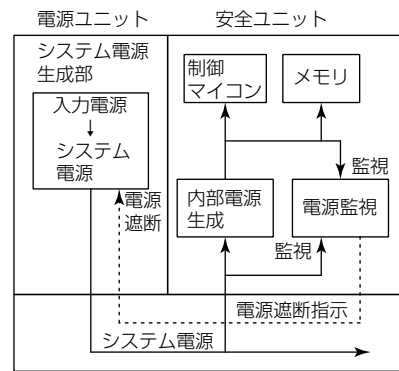 電源ユニット
安全ユニット
システム電源
生成部
入力電源
システム
電源
電源
遮断
制御
マイコン
メモリ
監視
内部電源
生成
電源監視
監視
電源遮断指示
システム電源